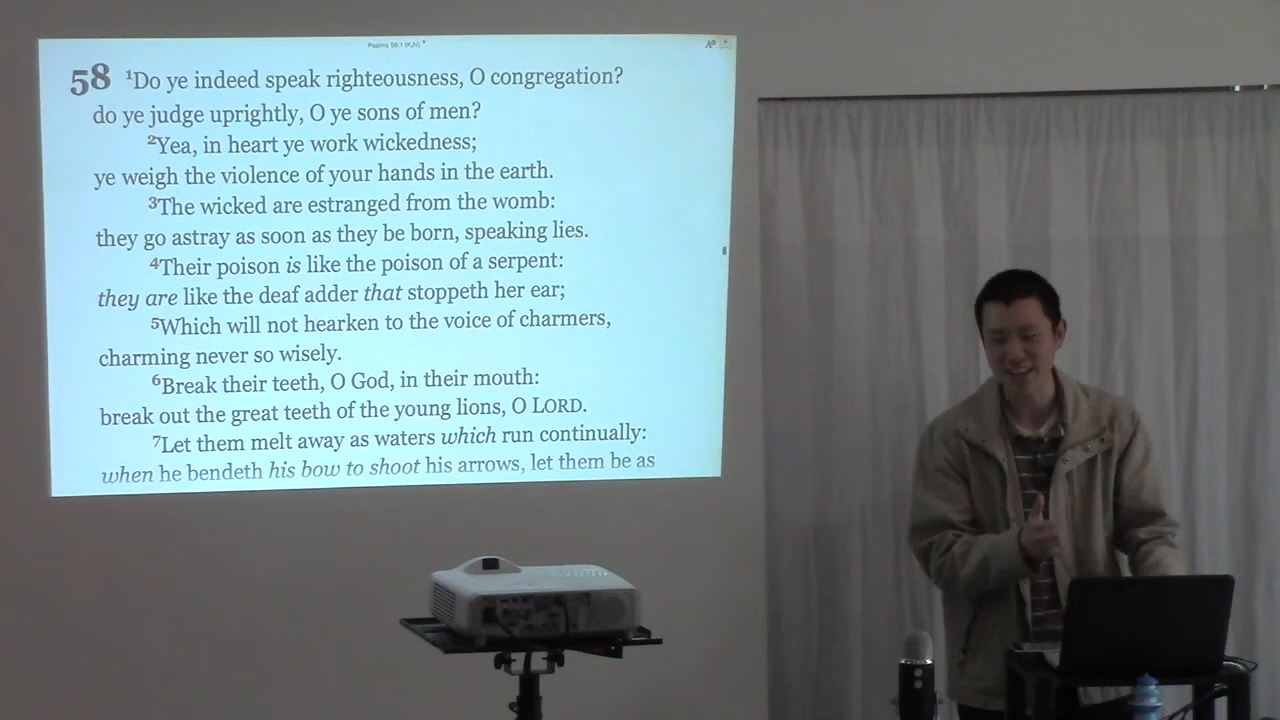 Psalms 58:1 (KJV)
58 1Do ye indeed speak righteousness, O congregation?
do ye judge uprightly, O ye sons of men?
2Yea, in heart ye work wickedness;
ye weigh the violence of your hands in the earth.
3The wicked are estranged from the womb:
they go astray as soon as they be born, speaking lies.
4Their poison is like the poison of a serpent:
they are like the deaf adder that stoppeth her ear;
5Which will not hearken to the voice of charmers,
charming never so wisely.
6Break their teeth, O God, in their mouth:
break out the great teeth of the young lions, O LORD.
7Let them melt away as waters which run continually:
when he bendeth his bow to shoot his arrows, let them be as